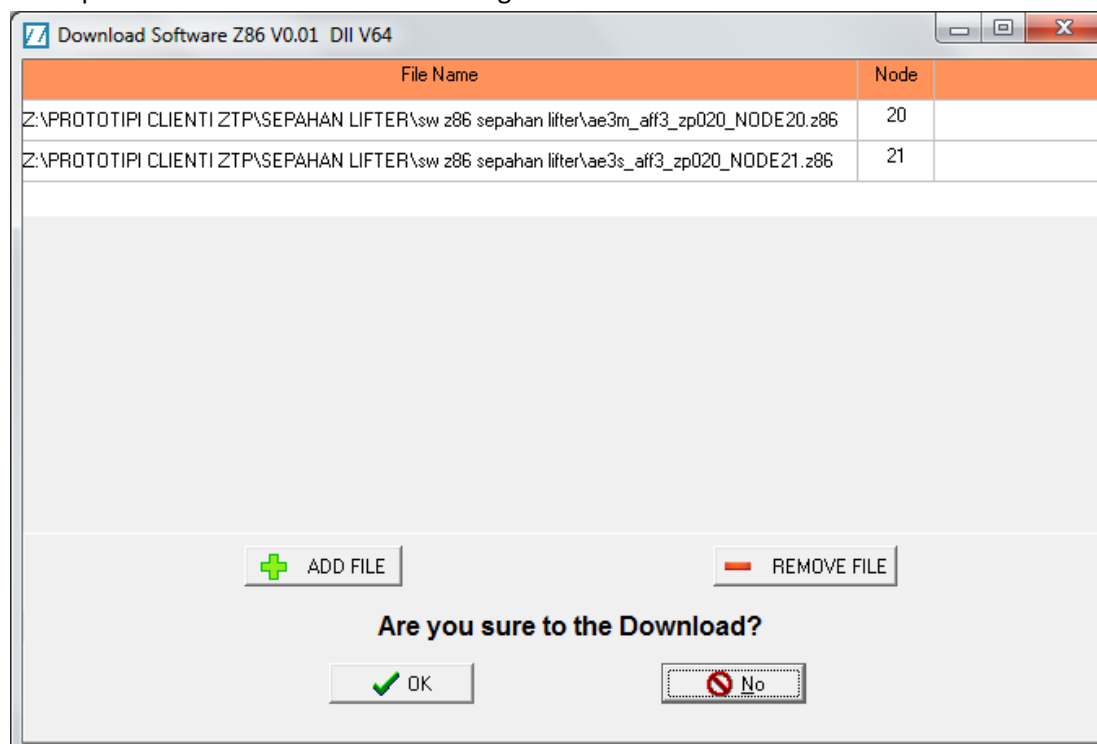 Download Software Z86 V0.01 Dll V64
File Name Node
Z:\PROTOTIPI CLIENTI ZTP\SEPAHAN LIFTER\sw z86 sepahan lifter\ae3m_aff3_zp020_NODE20.z86 20
Z:\PROTOTIPI CLIENTI ZTP\SEPAHAN LIFTER\sw z86 sepahan lifter\ae3s_aff3_zp020_NODE21.z86 21
ADD FILE REMOVE FILE
Are you sure to the Download?
OK No